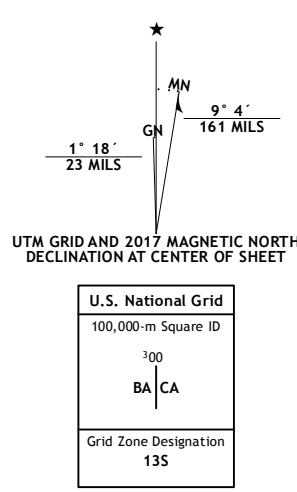 ★
MN
9° 4´
161 MILS
GN
1° 18´
23 MILS
UTM GRID AND 2017 MAGNETIC NORTH
DECLINATION AT CENTER OF SHEET
U.S. National Grid
100,000-m Square ID
³00
BA CA
Grid Zone Designation
13S